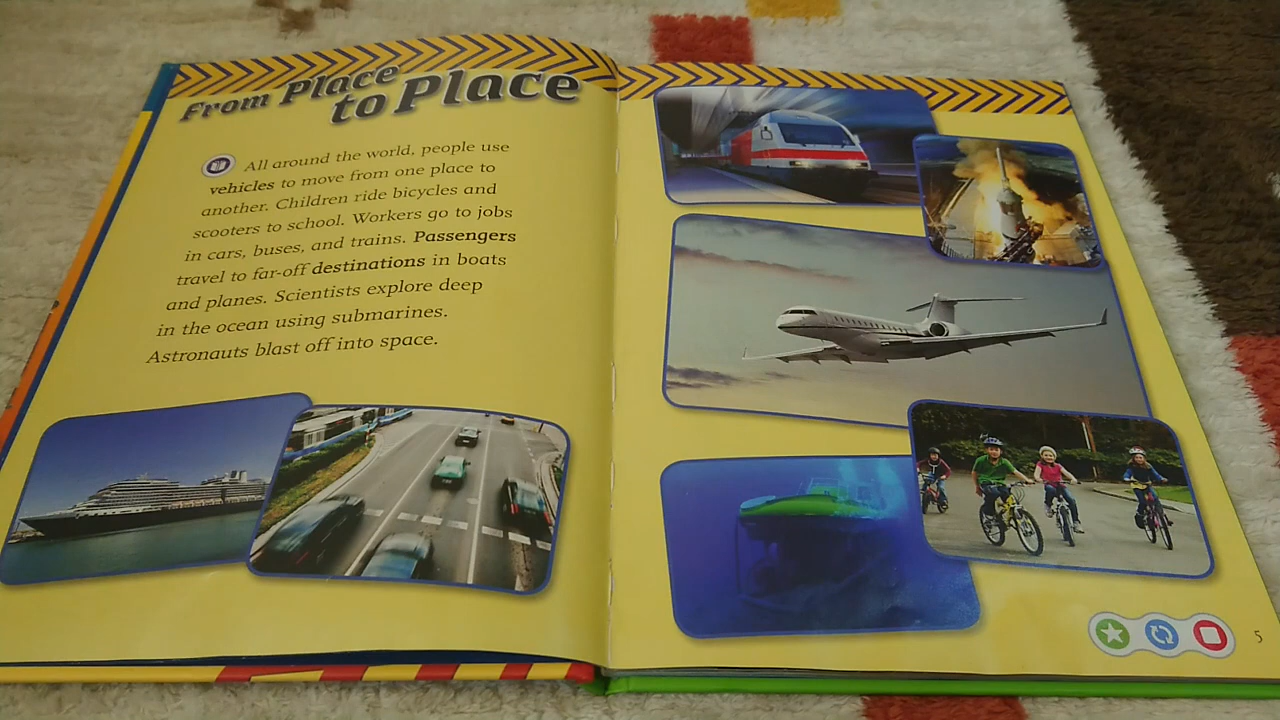 From Place
to Place
All around the world, people use
vehicles to move from one place to
another. Children ride bicycles and
scooters to school. Workers go to jobs
in cars, buses, and trains. Passengers
travel to far-off destinations in boats
and planes. Scientists explore deep
in the ocean using submarines.
Astronauts blast off into space.
5